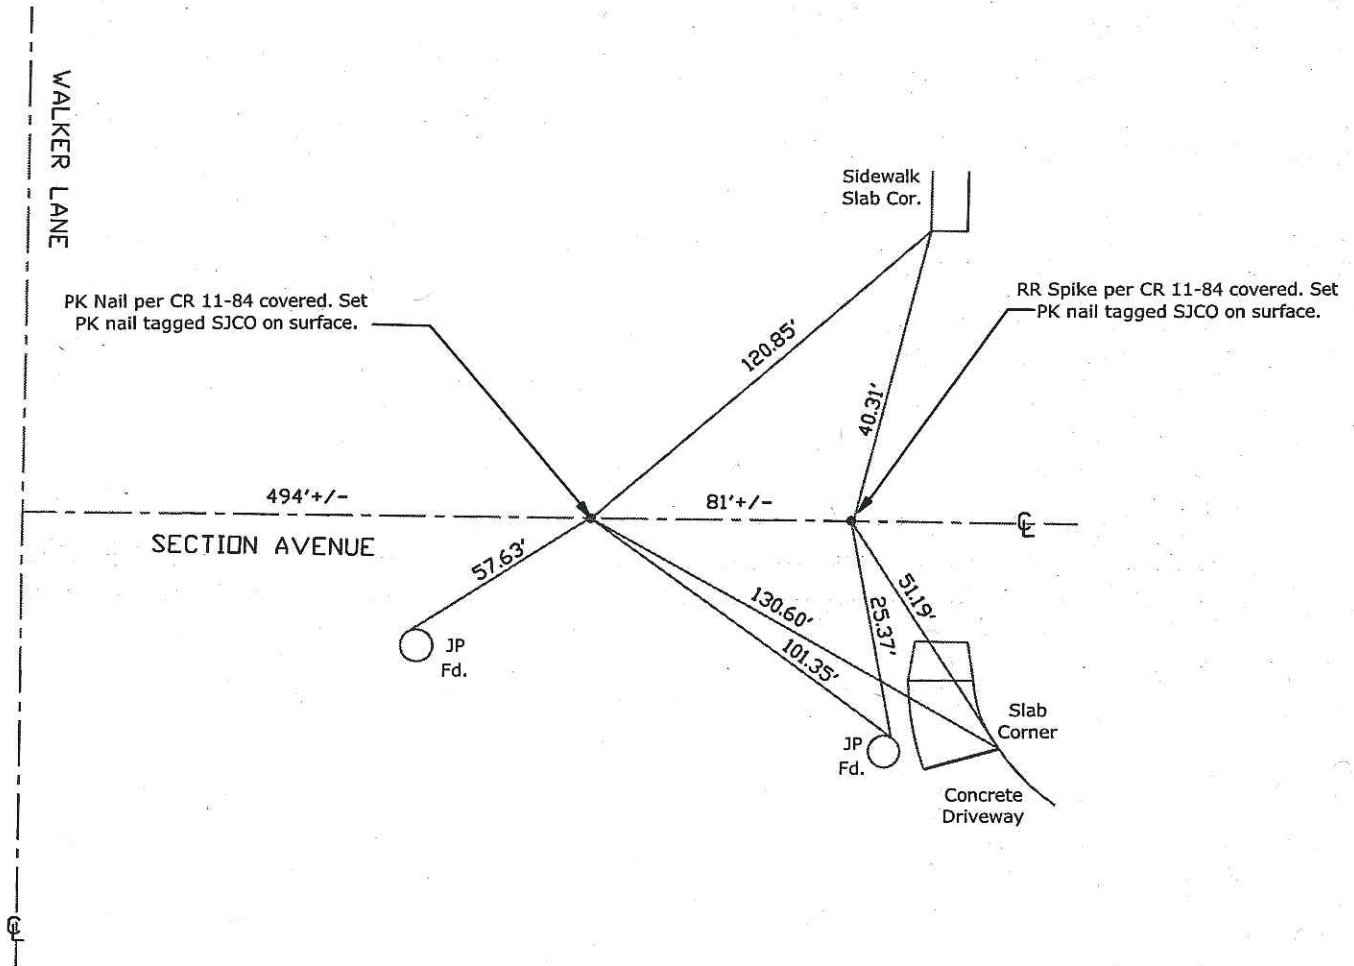 WALKER LANE
Sidewalk
Slab Cor.
PK Nail per CR 11-84 covered. Set
PK nail tagged SJCO on surface.
RR Spike per CR 11-84 covered. Set
PK nail tagged SJCO on surface.
120.85'
40.31'
494'+/-
81'+/-
℄
SECTION AVENUE
57.63'
130.60'
101.35'
25.37'
51.19'
JP
Fd.
JP
Fd.
Slab
Corner
Concrete
Driveway
℄